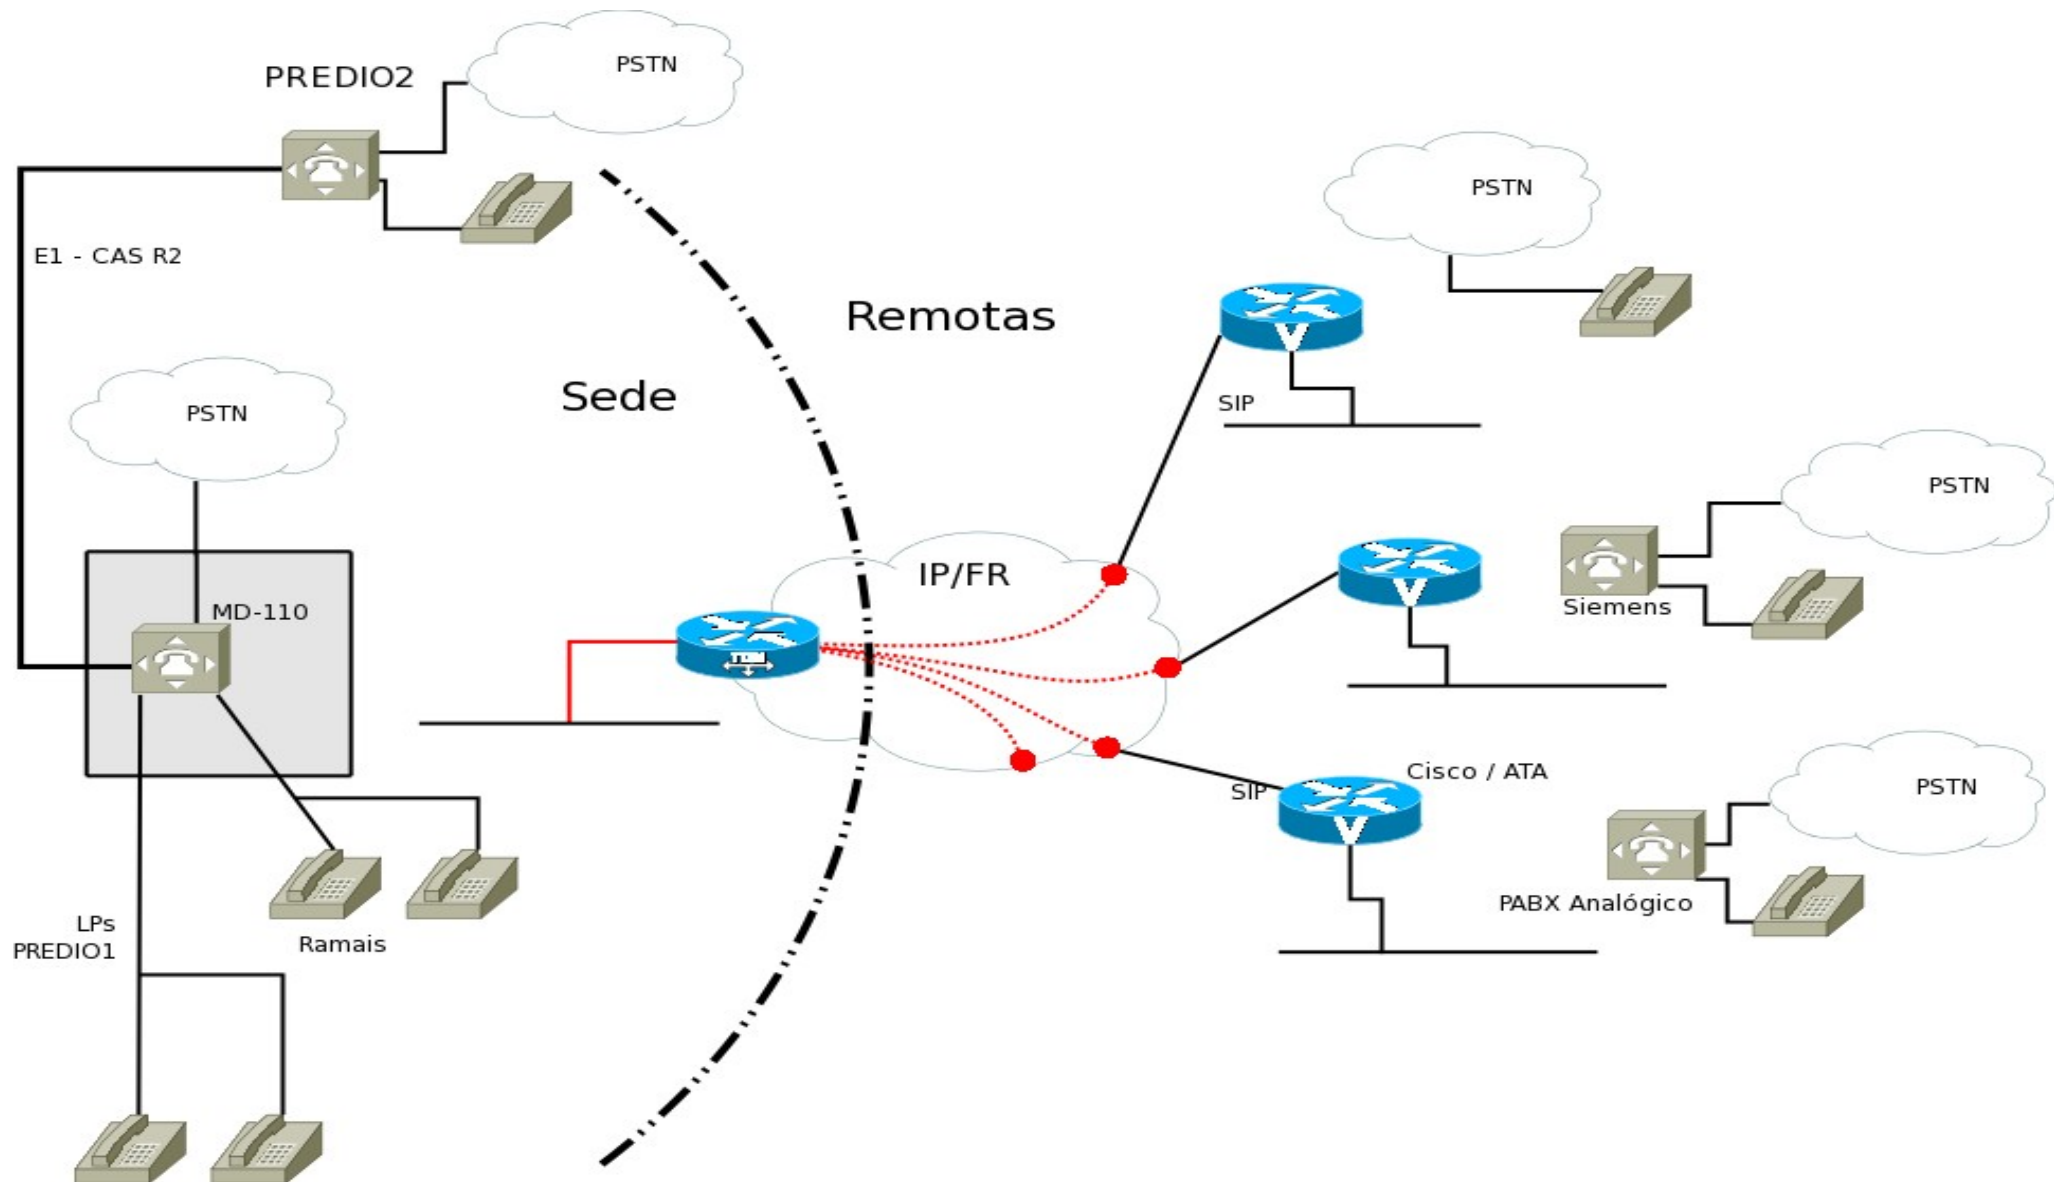 PREDIO2
PSTN
PSTN
E1 - CAS R2
Remotas
Sede
SIP
PSTN
PSTN
IP/FR
MD-110
Siemens
Cisco / ATA
SIP
PSTN
PABX Analógico
LPs
PREDIO1
Ramais